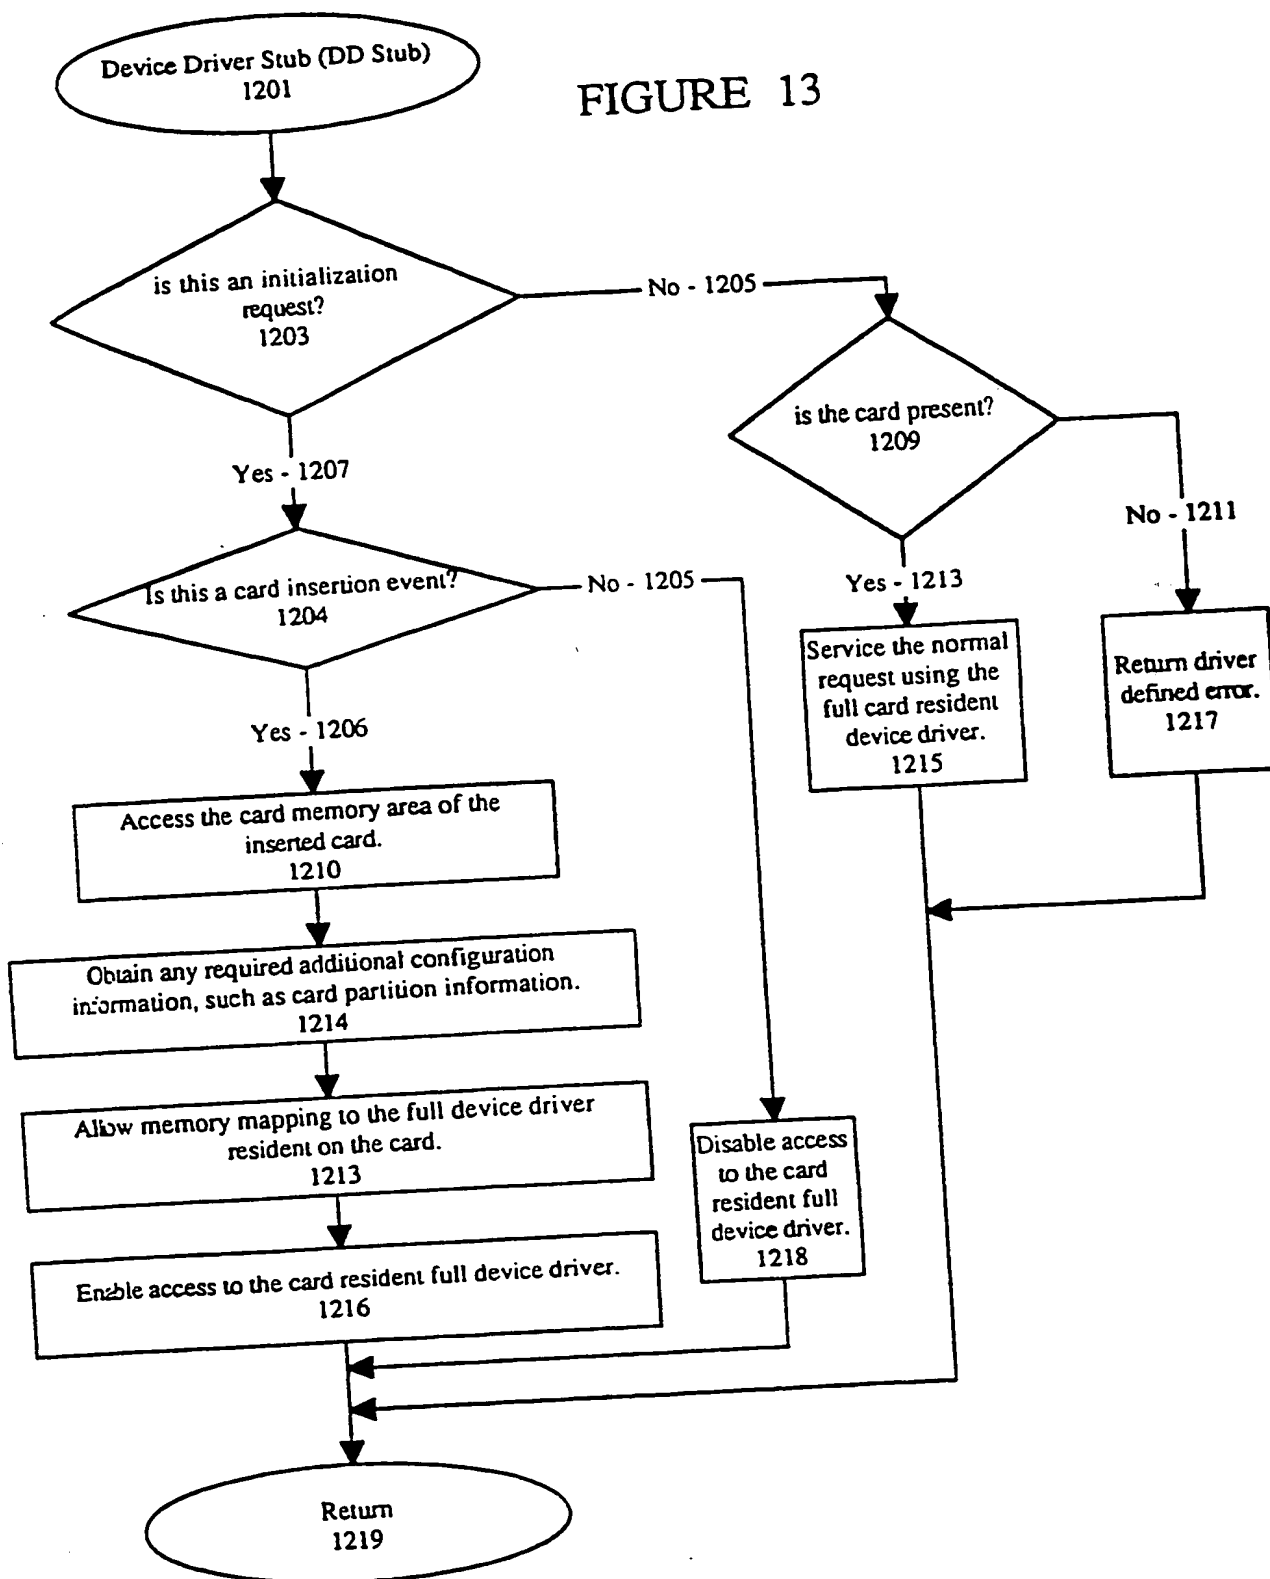 Device Driver Stub (DD Stub)
1201
FIGURE 13
is this an initialization
request?
1203
No - 1205
is the card present?
1209
Yes - 1207
No - 1211
Is this a card insertion event?
1204
No - 1205
Yes - 1213
Service the normal
request using the
full card resident
device driver.
1215
Return driver
defined error.
1217
Yes - 1206
Access the card memory area of the
inserted card.
1210
Obtain any required additional configuration
information, such as card partition information.
1214
Allow memory mapping to the full device driver
resident on the card.
1213
Disable access
to the card
resident full
device driver.
1218
Enable access to the card resident full device driver.
1216
Return
1219